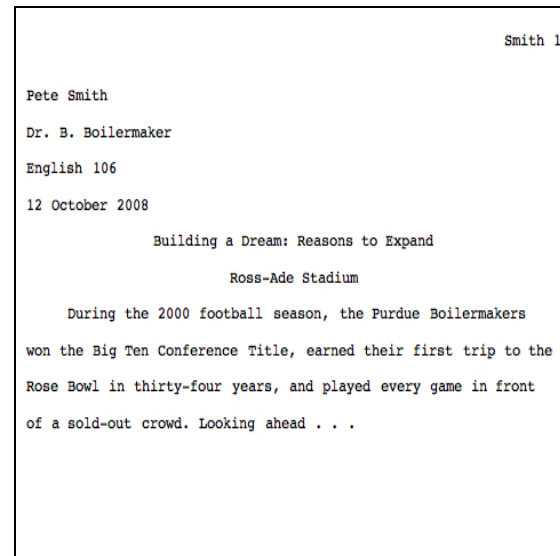 Smith 1
Pete Smith
Dr. B. Boilermaker
English 106
12 October 2008
Building a Dream: Reasons to Expand
Ross-Ade Stadium
During the 2000 football season, the Purdue Boilermakers
won the Big Ten Conference Title, earned their first trip to the
Rose Bowl in thirty-four years, and played every game in front
of a sold-out crowd. Looking ahead . . .